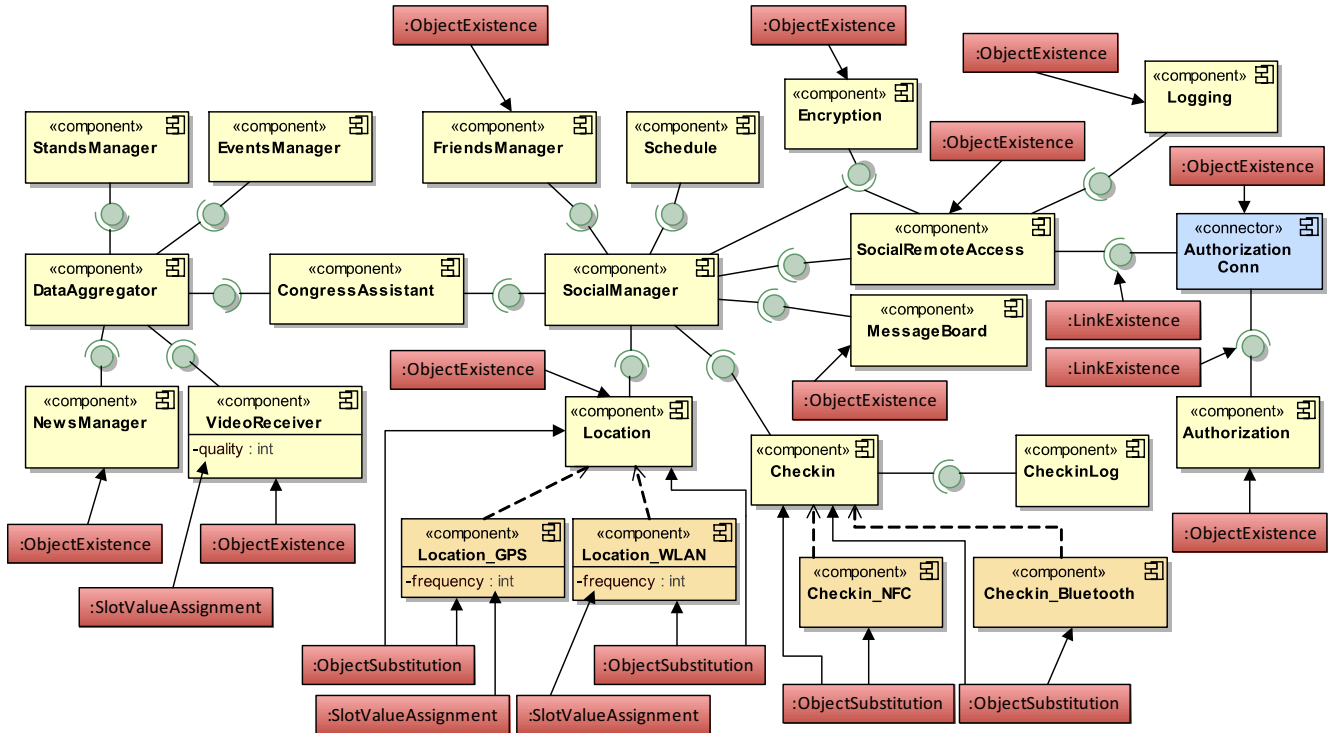 :ObjectExistence
:ObjectExistence
:ObjectExistence
«component»
StandsManager
«component»
EventsManager
«component»
FriendsManager
«component»
Schedule
«component»
Encryption
«component»
Logging
:ObjectExistence
:ObjectExistence
«component»
DataAggregator
«component»
CongressAssistant
«component»
SocialManager
«component»
SocialRemoteAccess
«connector»
Authorization
Conn
«component»
MessageBoard
:LinkExistence
:LinkExistence
:ObjectExistence
:ObjectExistence
«component»
NewsManager
«component»
VideoReceiver
-quality : int
«component»
Location
«component»
Checkin
«component»
CheckinLog
«component»
Authorization
:ObjectExistence
:ObjectExistence
:ObjectExistence
:SlotValueAssignment
«component»
Location_GPS
-frequency : int
«component»
Location_WLAN
-frequency : int
«component»
Checkin_NFC
«component»
Checkin_Bluetooth
:ObjectSubstitution
:ObjectSubstitution
:ObjectSubstitution
:ObjectSubstitution
:SlotValueAssignment
:SlotValueAssignment